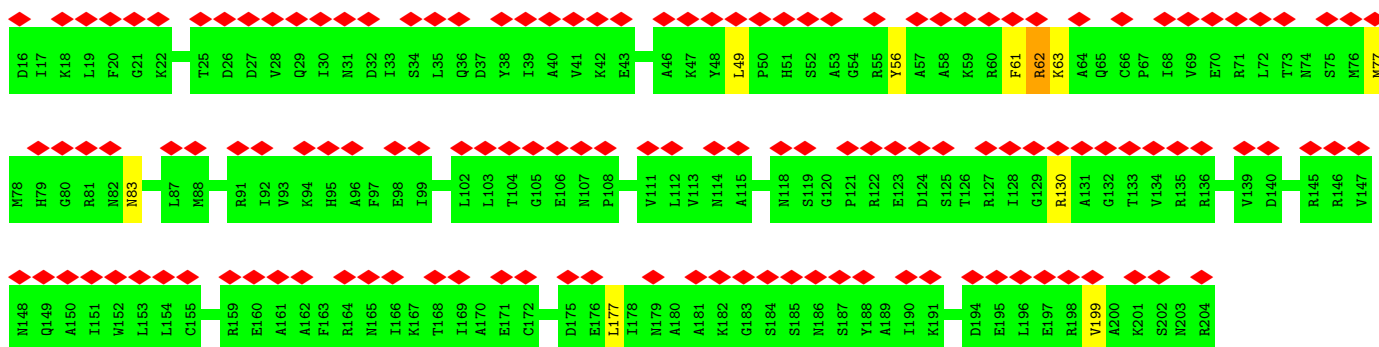 D16 I17 K18 L19 F20 G21 K22 T25 D26 D27 V28 Q29 I30 N31 D32 I33 S34 L35 Q36 D37 Y38 I39 A40 V41 K42 E43 A46 K47 Y48 L49 P50 H51 S52 A53 G54 R55 Y56 A57 A58 K59 R60 F61 R62 K63 A64 Q65 C66 P67 I68 V69 E70 R71 L72 T73 N74 S75 M76 M77
M78 H79 G80 R81 N82 N83 L87 M88 R91 I92 V93 K94 H95 A96 F97 E98 I99 L102 L103 T104 G105 E106 N107 P108 V111 L112 V113 N114 A115 N118 S119 G120 P121 R122 E123 D124 S125 T126 R127 I128 G129 R130 A131 G132 T133 V134 R135 R136 V139 D140 R145 R146 V147
N148 Q149 A150 I151 W152 L153 L154 C155 R159 E160 A161 A162 F163 R164 N165 I166 K167 T168 I169 A170 E171 C172 D175 E176 L177 I178 N179 A180 A181 K182 G183 S184 S185 N186 S187 Y188 A189 I190 K191 D194 E195 L196 E197 R198 V199 A200 K201 S202 N203 R204